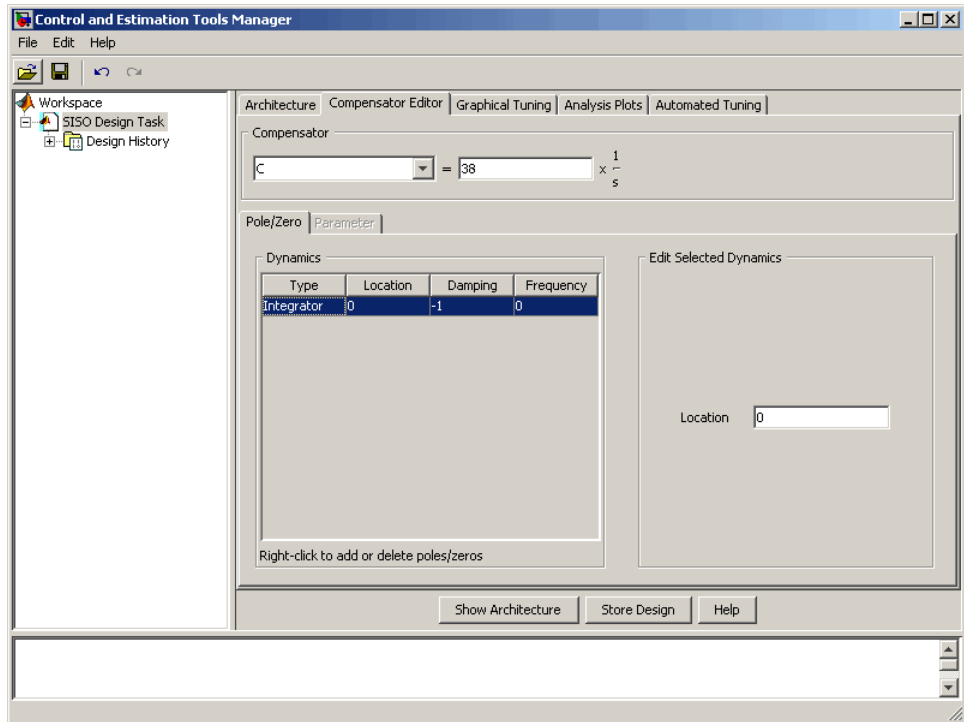 Control and Estimation Tools Manager
File Edit Help
Workspace
SISO Design Task
Design History
Architecture Compensator Editor Graphical Tuning Analysis Plots Automated Tuning
Compensator
C = 38 x 1
s
Pole/Zero Parameter
Dynamics
Type Location Damping Frequency
Integrator 0 -1 0
Right-click to add or delete poles/zeros
Edit Selected Dynamics
Location 0
Show Architecture Store Design Help